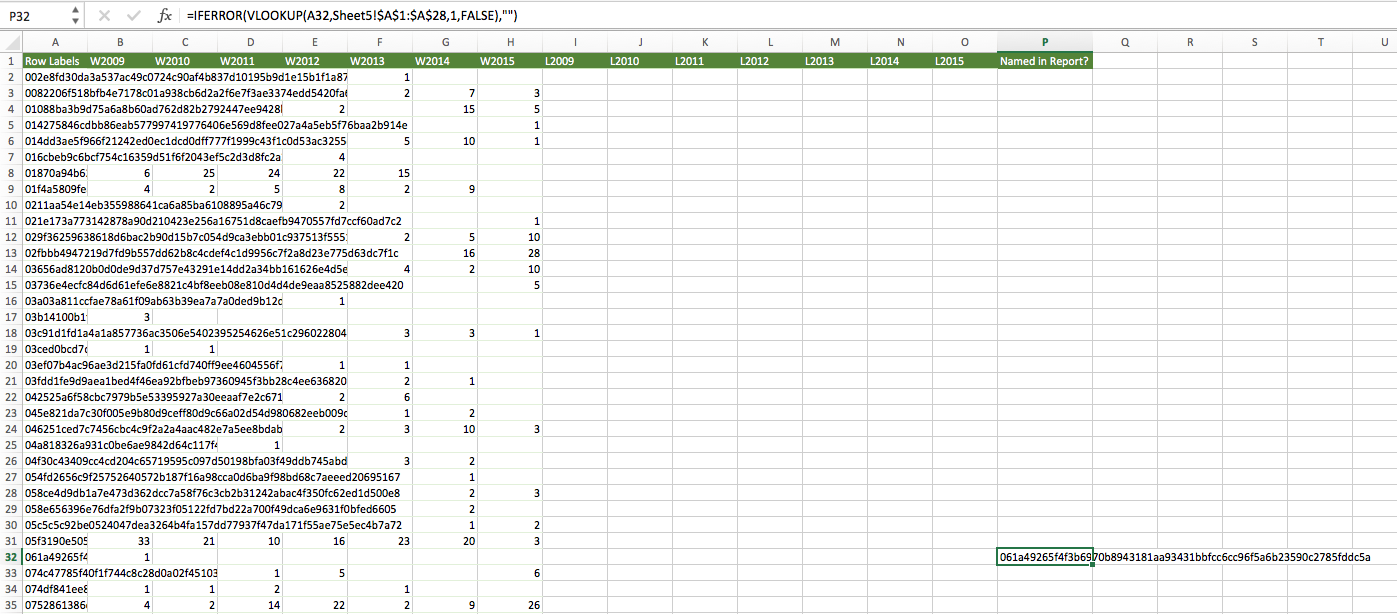 P32 fx =IFERROR(VLOOKUP(A32,Sheet5!$A$1:$A$28,1,FALSE),"")
A B C D E F G H I J K L M N O P Q R S T U
1 Row Labels W2009 W2010 W2011 W2012 W2013 W2014 W2015 L2009 L2010 L2011 L2012 L2013 L2014 L2015 Named in Report?
2 002e8fd30da3a537ac49c0724c90af4b837d10195b9d1e15b1f1a87 1
3 0082206f518bfb4e7178c01a938cb6d2a2f6e7f3ae3374edd5420fa 2 7 3
4 01088ba3b9d75a6a8b60ad762d82b2792447ee9428 2 15 5
5 014275846cdbb86eab577997419776406e569d8fee027a4a5eb5f76baa2b914e 1
6 014dd3ae5f966f21242ed0ec1dcd0dff777f1999c43f1c0d53ac3255 5 10 1
7 016cbeb9c6bcf754c16359d51f6f2043ef5c2d3d8fc2a 4
8 01870a94b6 6 25 24 22 15
9 01f4a5809fe 4 2 5 8 2 9
10 0211aa54e14eb355988641ca6a85ba6108895a46c79 2
11 021e173a773142878a90d210423e256a16751d8caefb9470557fd7ccf60ad7c2 1
12 029f36259638618d6bac2b90d15b7c054d9ca3ebb01c937513f555 2 5 10
13 02fbbb4947219d7fd9b557dd62b8c4cdef4c1d9956c7f2a8d23e775d63dc7f1c 16 28
14 03656ad8120b0d0de9d37d757e43291e14dd2a34bb161626e4d5e 4 2 10
15 03736e4ecfc84d6d61efe6e8821c4bf8eeb08e810d4d4de9eaa8525882dee420 5
16 03a03a811ccfae78a61f09ab63b39ea7a7a0ded9b12c 1
17 03b14100b1 3
18 03c91d1fd1a4a1a857736ac3506e5402395254626e51c296022804 3 3 1
19 03ced0bcd7c 1 1
20 03ef07b4ac96ae3d215fa0fd61cfd740ff9ee4604556f 1 1
21 03fdd1fe9d9aea1bed4f46ea92bfbeb97360945f3bb28c4ee636820 2 1
22 042525a6f58cbc7979b5e53395927a30eeaaf7e2c671 2 6
23 045e821da7c30f005e9b80d9ceff80d9c66a02d54d980682eeb009c 1 2
24 046251ced7c7456cbc4c9f2a2a4aac482e7a5ee8bdab 2 3 10 3
25 04a818326a931c0be6ae9842d64c117f4 1
26 04f30c43409cc4cd204c65719595c097d50198bfa03f49ddb745abd 3 2
27 054fd2656c9f25752640572b187f16a98cca0d6ba9f98bd68c7aeeed20695167 1
28 058ce4d9db1a7e473d362dcc7a58f76c3cb2b31242abac4f350fc62ed1d500e8 2 3
29 058e656396e76dfa2f9b07323f05122fd7bd22a700f49dca6e9631f0bfed6605 2
30 05c5c5c92be0524047dea3264b4fa157dd77937f47da171f55ae75e5ec4b7a72 1 2
31 05f3190e505 33 21 10 16 23 20 3
32 061a49265f4 1 061a49265f4f3b6970b8943181aa93431bbfcc6cc96f5a6b23590c2785fddc5a
33 074c47785f40f1f744c8c28d0a02f45103 1 5 6
34 074df841ee8 1 1 2 1
35 0752861386 4 2 14 22 2 9 26